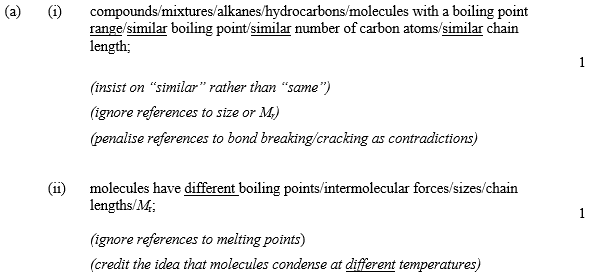 (a) (i) compounds/mixtures/alkanes/hydrocarbons/molecules with a boiling point
range/similar boiling point/similar number of carbon atoms/similar chain
length;
1
(insist on “similar” rather than “same”)
(ignore references to size or Mr)
(penalise references to bond breaking/cracking as contradictions)
(ii) molecules have different boiling points/intermolecular forces/sizes/chain
lengths/Mr;
1
(ignore references to melting points)
(credit the idea that molecules condense at different temperatures)